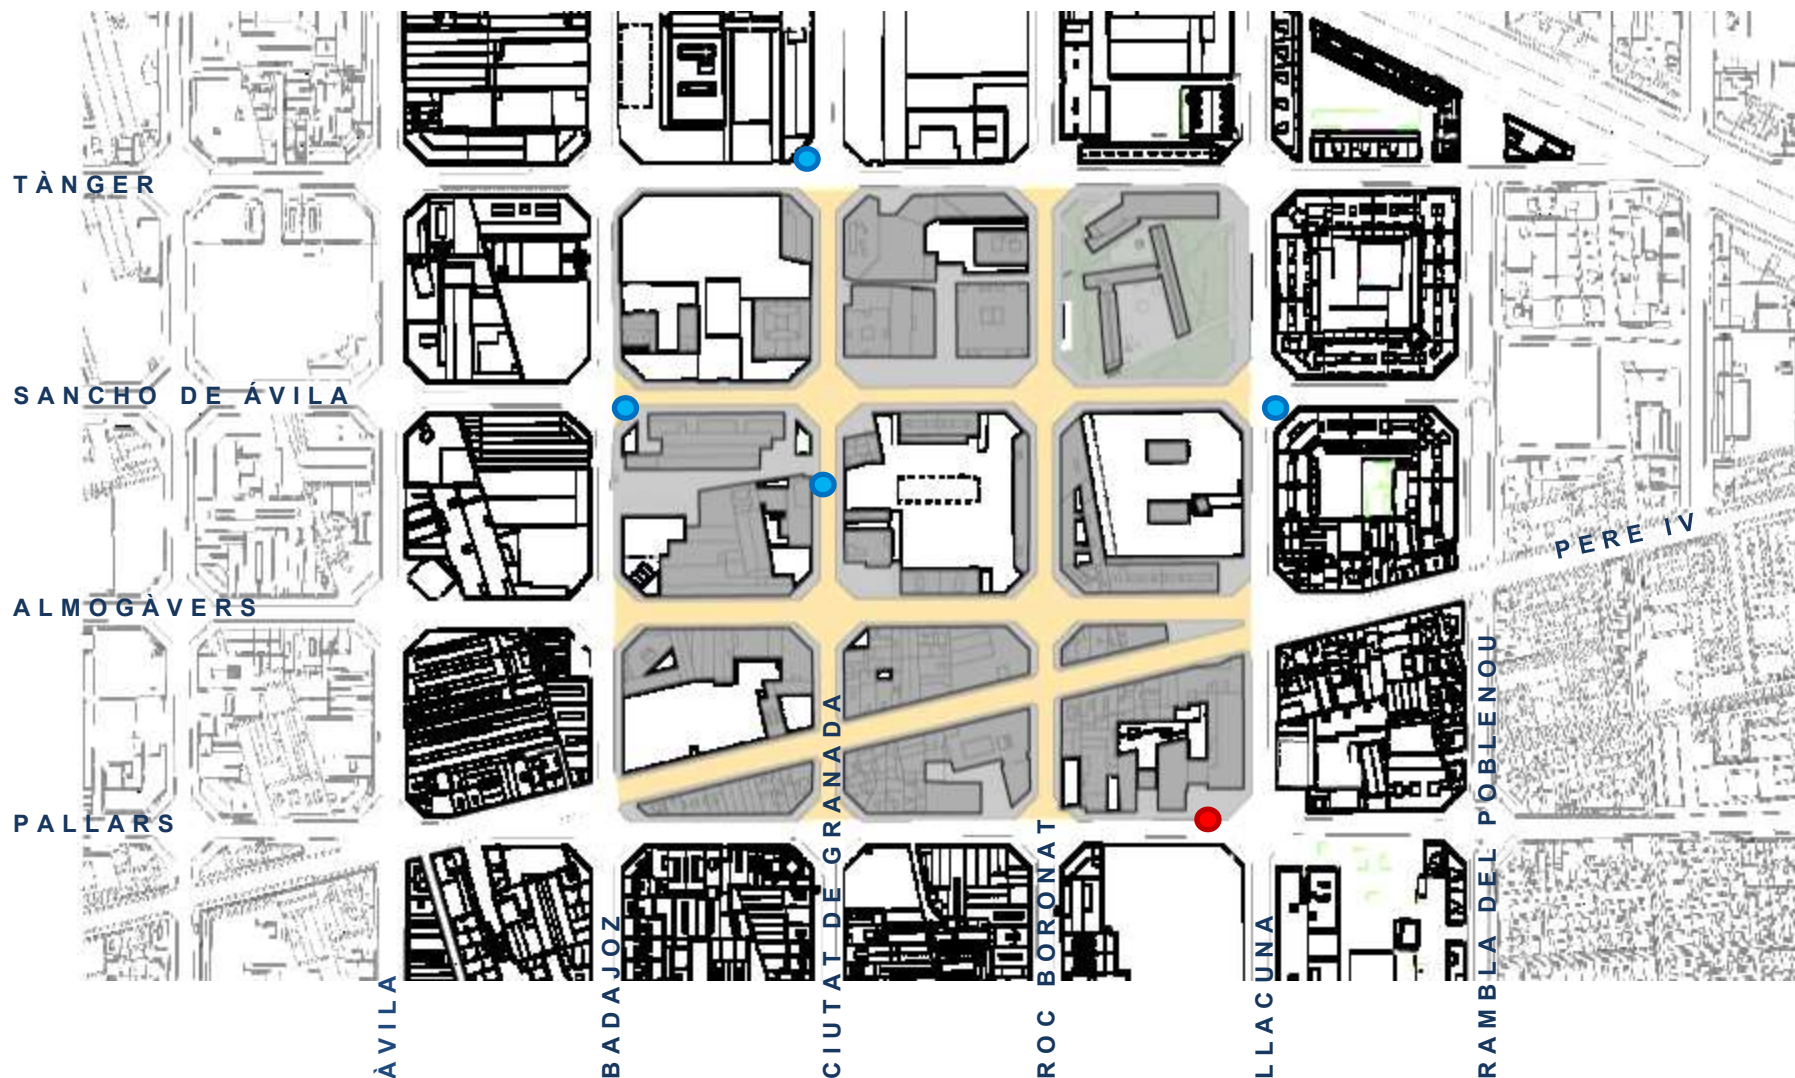 TÀNGER
SANCHO DE ÁVILA
ALMOGÀVERS
PALLARS
PERE IV
ÀVILA
BADAJOZ
CIUTAT DE GRANADA
ROC BORONAT
LLACUNA
RAMBLA DEL POBLENOU